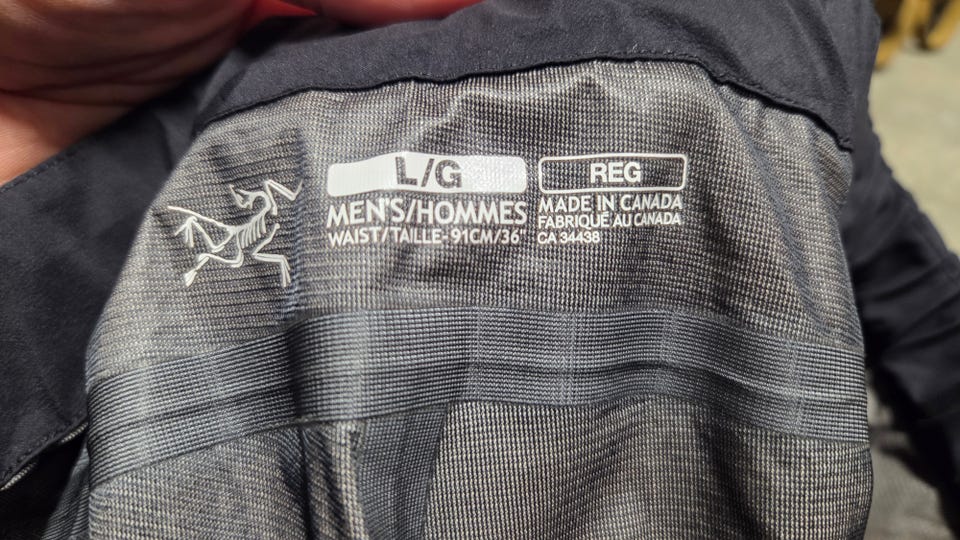 L/G
REG
MEN'S/HOMMES
WAIST/TAILLE-91CM/36"
MADE IN CANADA
FABRIQUÉ AU CANADA
CA 34438